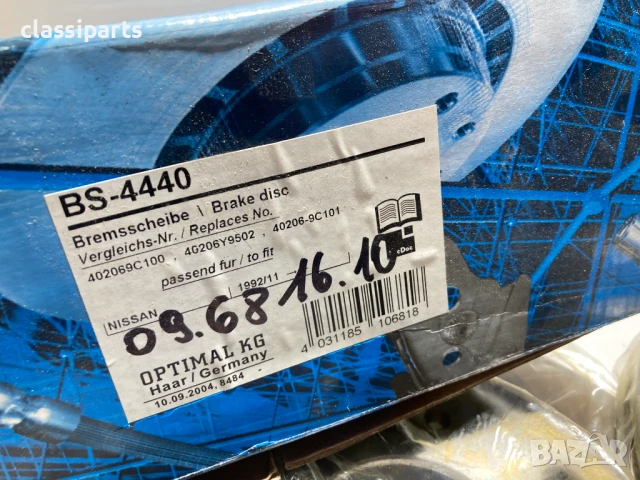 classiparts
BS-4440
Bremsscheibe \ Brake disc
Vergleichs-Nr. / Replaces No.
402069C100 , 40206Y9502 , 40206-9C101
passend fur / to fit
NISSAN 1992/11
09.68 16.10
eDoc
OPTIMAL KG
Haar / Germany
10.09.2004, 8484
4 031185 106818
BAZAR